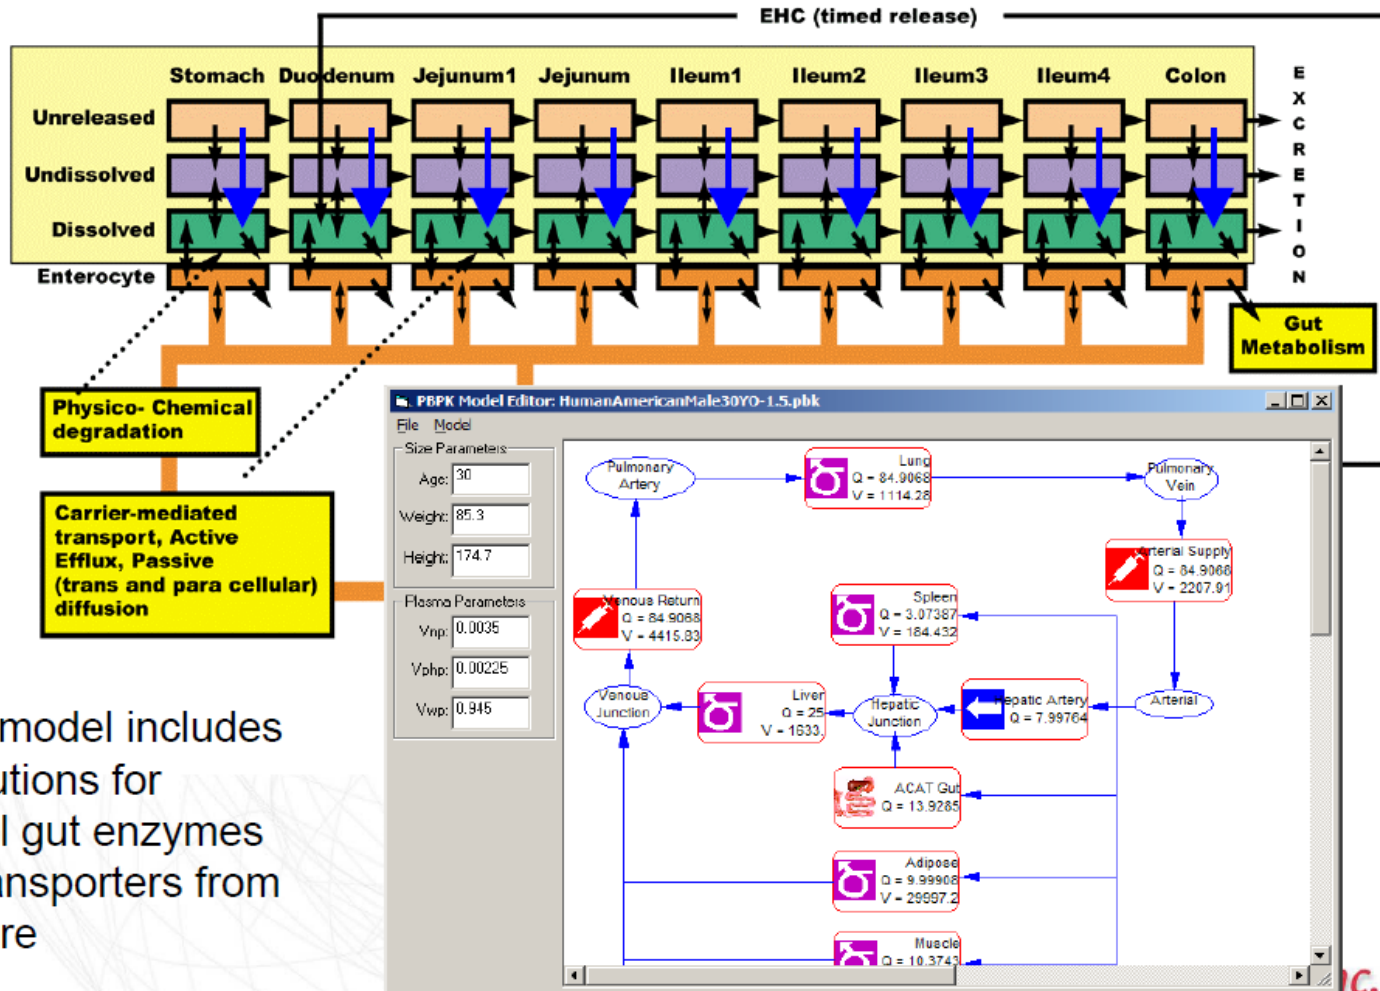 EHC (timed release)
Stomach Duodenum Jejunum1 Jejunum Ileum1 Ileum2 Ileum3 Ileum4 Colon
Unreleased
Undissolved
Dissolved
Enterocyte
EXCRETION
Gut
Metabolism
Physico- Chemical
degradation
Carrier-mediated
transport, Active
Efflux, Passive
(trans and para cellular)
diffusion
PBPK Model Editor: HumanAmericanMale30YO-1.5.pbk
File Model
Size Parameters
Age: 30
Weight: 85.3
Height: 174.7
Plasma Parameters
Vnp: 0.0035
Vphp: 0.00225
Vwp: 0.945
Pulmonary
Artery
Lung
Q = 84.9068
V = 1114.28
Pulmonary
Vein
Arterial Supply
Q = 84.9068
V = 2207.91
Venous Return
Q = 84.9068
V = 4415.83
Spleen
Q = 3.07387
V = 184.432
Venous
Junction
Liver
Q = 25
V = 1633.
Hepatic
Junction
Hepatic Artery
Q = 7.99764
Arterial
ACAT Gut
Q = 13.9285
Adipose
Q = 9.99908
V = 29997.2
Muscle
Q = 10.3743
model includes
utions for
l gut enzymes
ansporters from
re
nc.